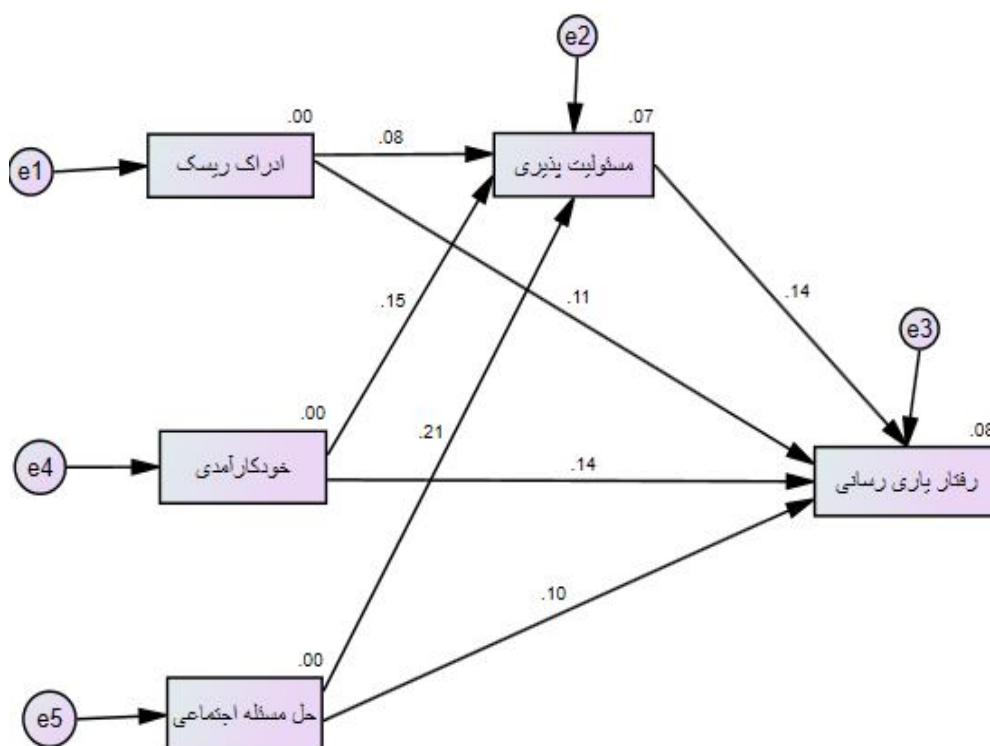 e2
.00
.08
.07
e1
ادراک ریسک
مسئولیت پذیری
.15
.11
.14
e3
.00
.21
.08
e4
خودکارآمدی
.14
رفتار یاری رسانی
.10
.00
e5
حل مسئله اجتماعی